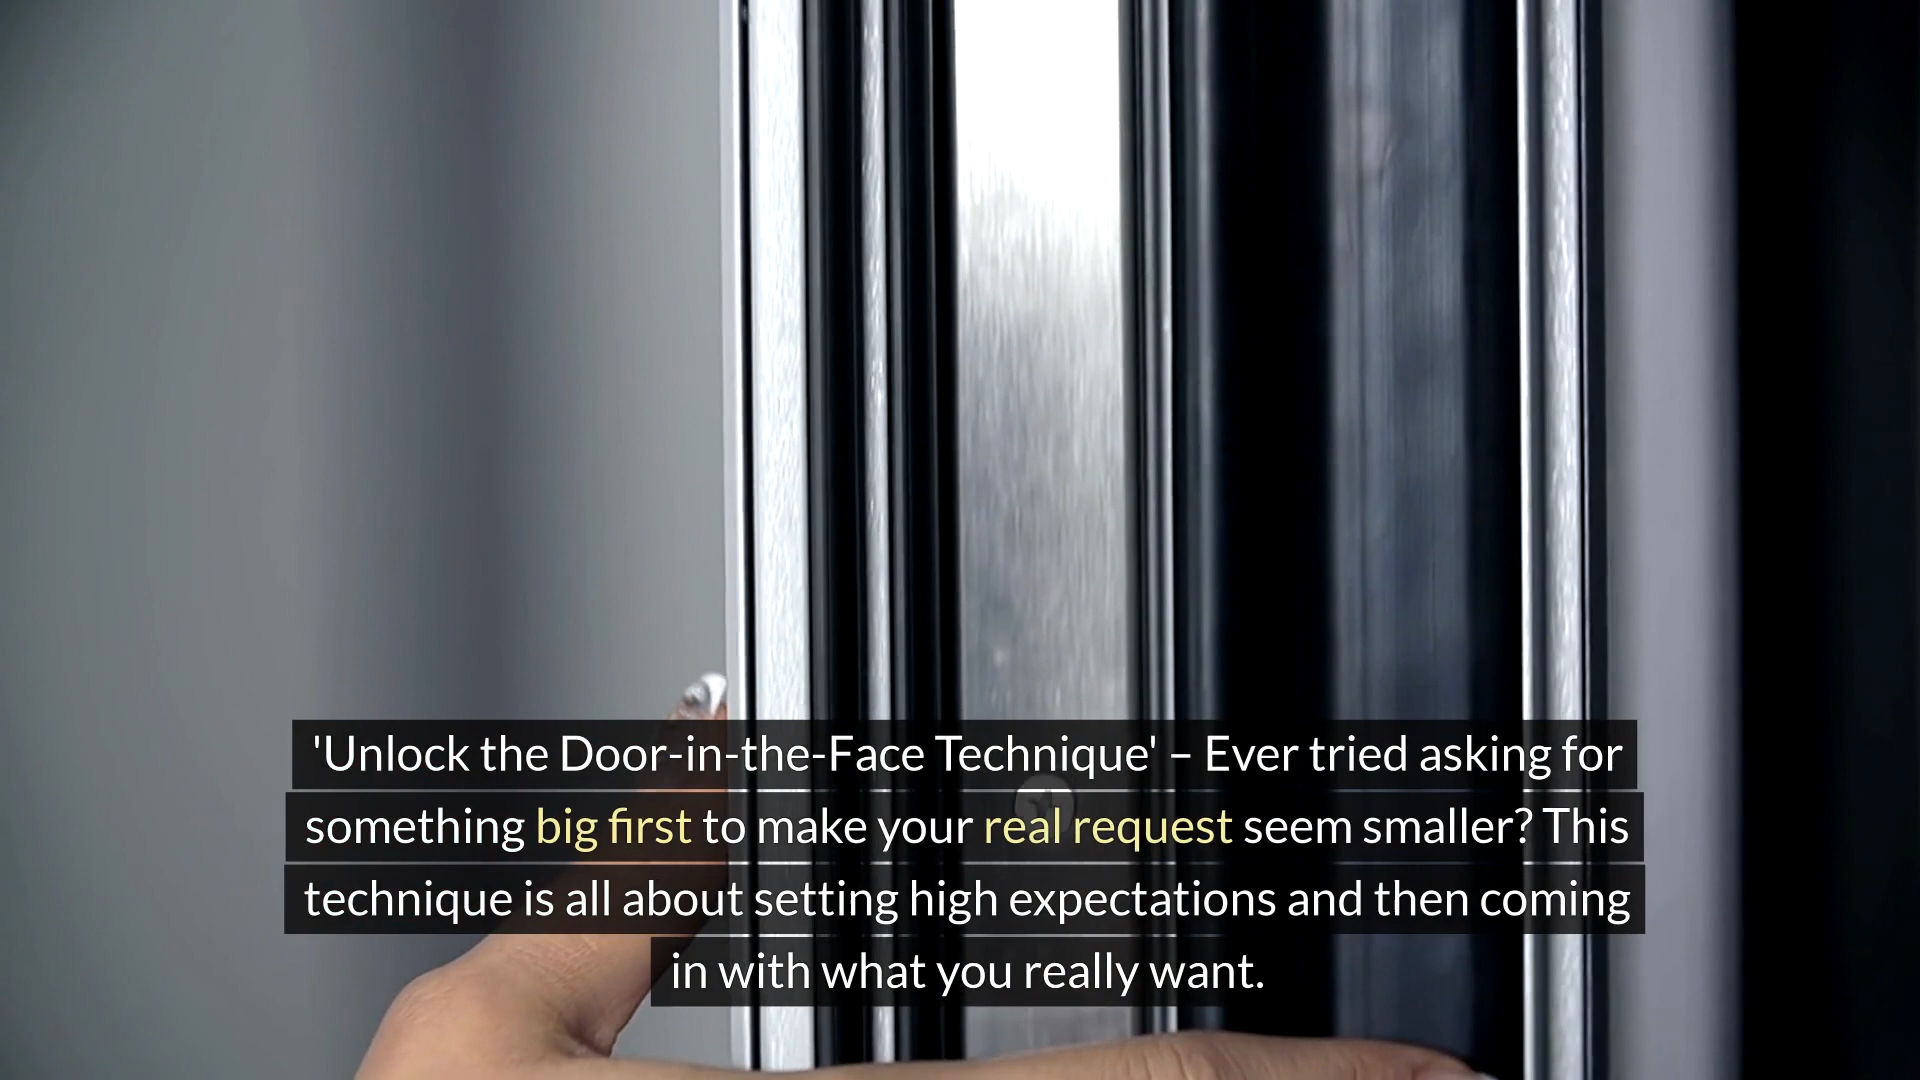 'Unlock the Door-in-the-Face Technique' – Ever tried asking for
something big first to make your real request seem smaller? This
technique is all about setting high expectations and then coming
in with what you really want.